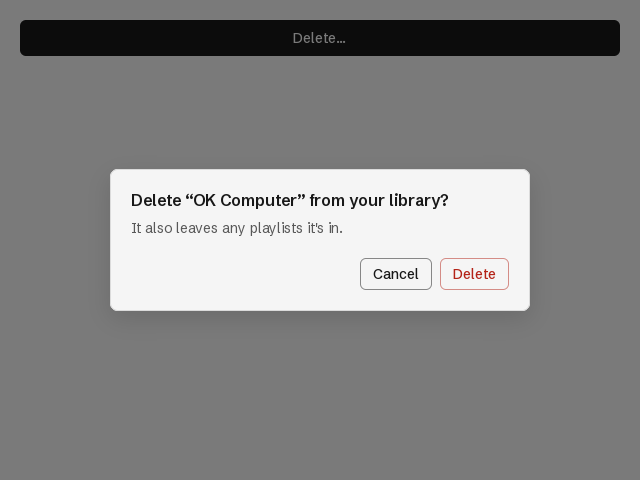 Delete…
Delete “OK Computer” from your library?
It also leaves any playlists it's in.
Cancel
Delete